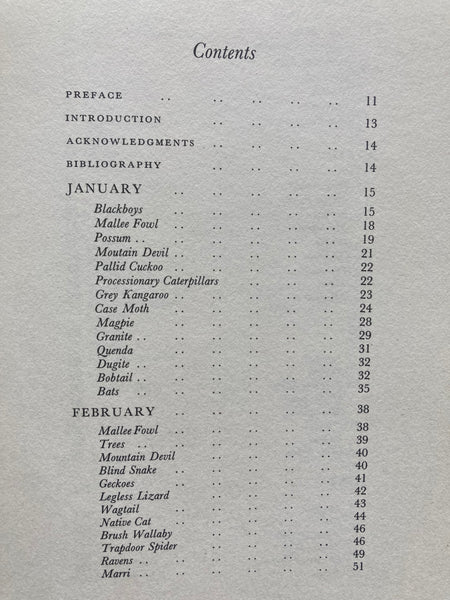 Contents
PREFACE .. .. .. .. .. 11
INTRODUCTION .. .. .. .. 13
ACKNOWLEDGMENTS .. .. .. .. 14
BIBLIOGRAPHY .. .. .. .. 14
JANUARY .. .. .. .. .. 15
Blackboys .. .. .. .. .. 15
Mallee Fowl .. .. .. .. .. 18
Possum .. .. .. .. .. 19
Moutain Devil .. .. .. .. .. 21
Pallid Cuckoo .. .. .. .. .. 22
Processionary Caterpillars .. .. .. 22
Grey Kangaroo .. .. .. .. .. 23
Case Moth .. .. .. .. .. 24
Magpie .. .. .. .. .. 28
Granite .. .. .. .. .. 29
Quenda .. .. .. .. .. 31
Dugite .. .. .. .. .. 32
Bobtail .. .. .. .. .. 32
Bats .. .. .. .. .. 35
FEBRUARY .. .. .. .. .. 38
Mallee Fowl .. .. .. .. .. 38
Trees .. .. .. .. .. 39
Mountain Devil .. .. .. .. 40
Blind Snake .. .. .. .. .. 40
Geckoes .. .. .. .. .. 41
Legless Lizard .. .. .. .. .. 42
Wagtail .. .. .. .. .. 43
Native Cat .. .. .. .. .. 44
Brush Wallaby .. .. .. .. .. 46
Trapdoor Spider .. .. .. .. .. 46
Ravens .. .. .. .. .. 49
Marri .. .. .. .. .. 51